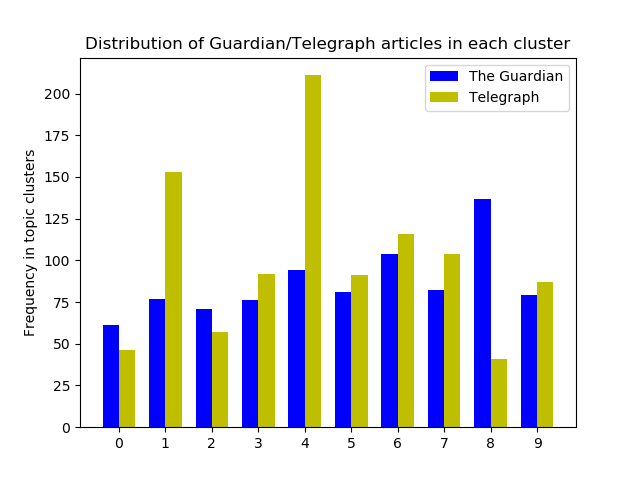 Distribution of Guardian/Telegraph articles in each cluster
The Guardian
Telegraph
Frequency in topic clusters
200
175
150
125
100
75
50
25
0
0 1 2 3 4 5 6 7 8 9